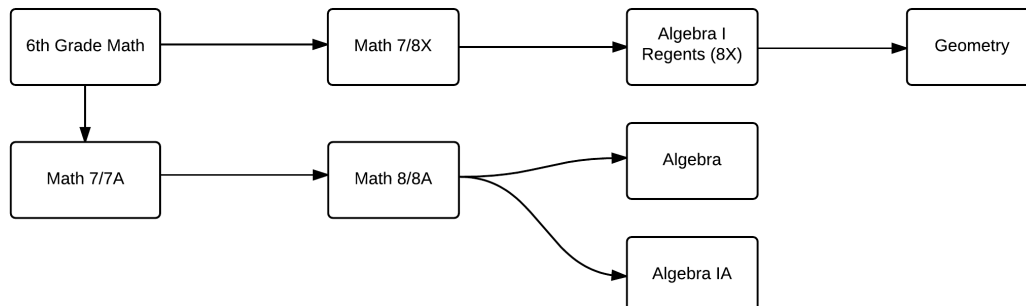 6th Grade Math
Math 7/8X
Algebra I
Regents (8X)
Geometry
Math 7/7A
Math 8/8A
Algebra
Algebra IA